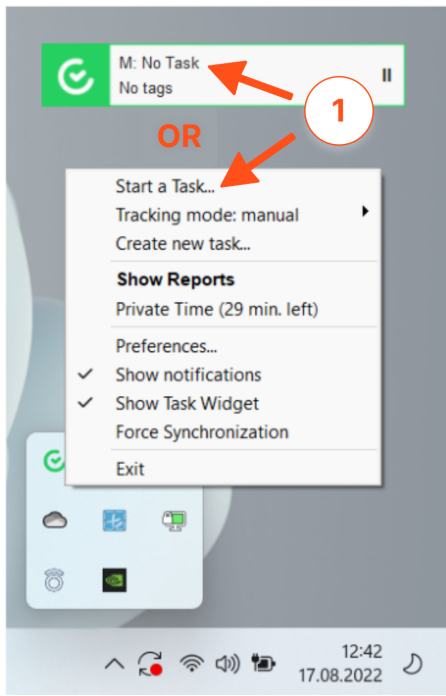 M: No Task
No tags
1
OR
Start a Task...
Tracking mode: manual
Create new task...
Show Reports
Private Time (29 min. left)
Preferences...
Show notifications
Show Task Widget
Force Synchronization
Exit
12:42
17.08.2022